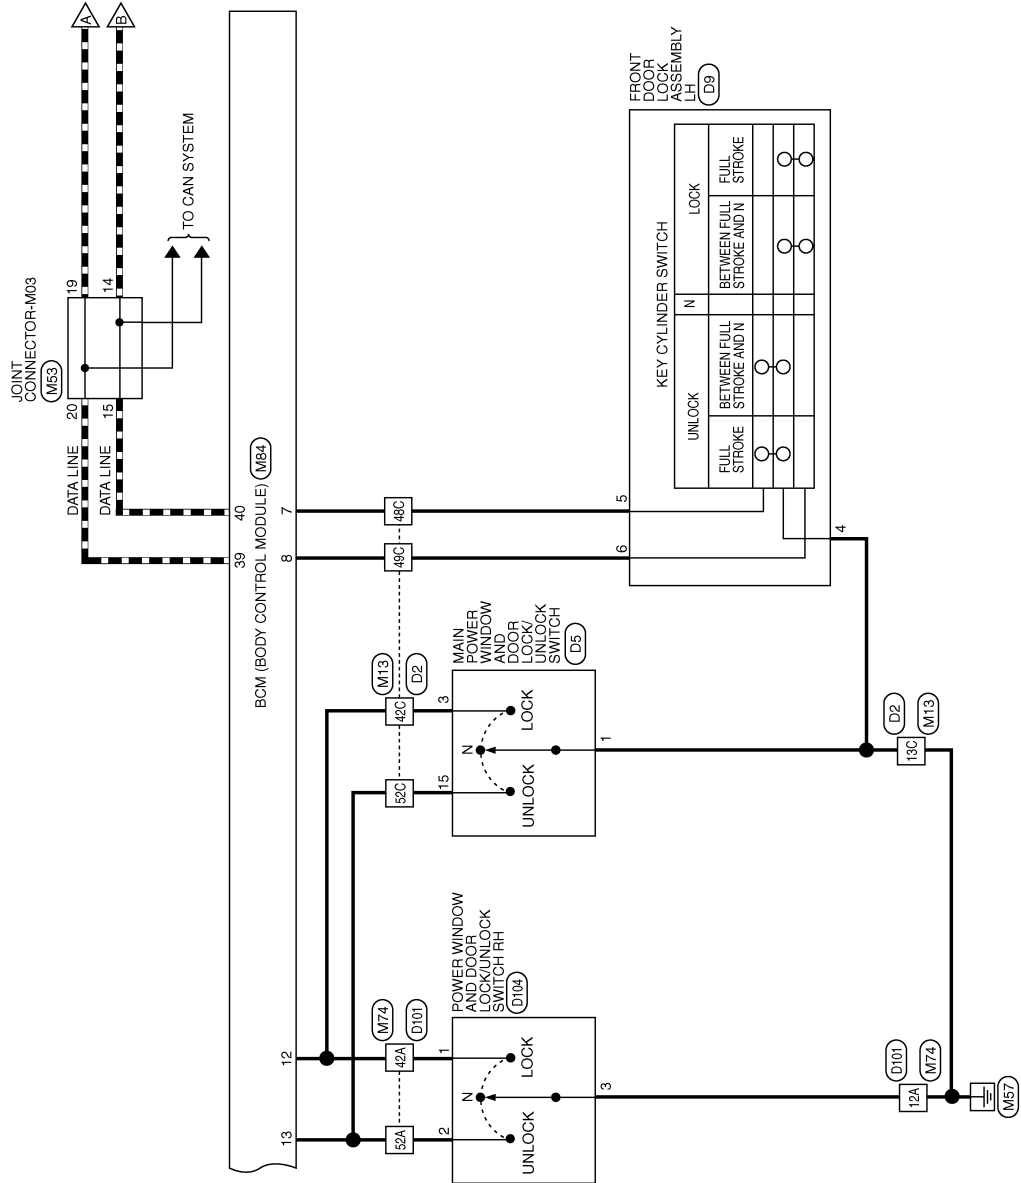 A
B
TO CAN SYSTEM
JOINT
CONNECTOR-M03
M53
19
14
20
15
DATA LINE
DATA LINE
39
40
BCM (BODY CONTROL MODULE)
M84
13
12
8
7
52A
42A
M74
D101
52C
42C
M13
D2
49C
48C
POWER WINDOW
AND DOOR
LOCK/UNLOCK
SWITCH RH
D104
2
1
UNLOCK
N
LOCK
3
MAIN
POWER
WINDOW
AND
DOOR
LOCK/
UNLOCK
SWITCH
D5
15
3
UNLOCK
N
LOCK
1
FRONT
DOOR
LOCK
ASSEMBLY
LH
D9
6
5
KEY CYLINDER SWITCH
UNLOCK
N
LOCK
FULL
STROKE
BETWEEN FULL
STROKE AND N
BETWEEN FULL
STROKE AND N
FULL
STROKE
4
12A
D101
M74
13C
D2
M13
M57